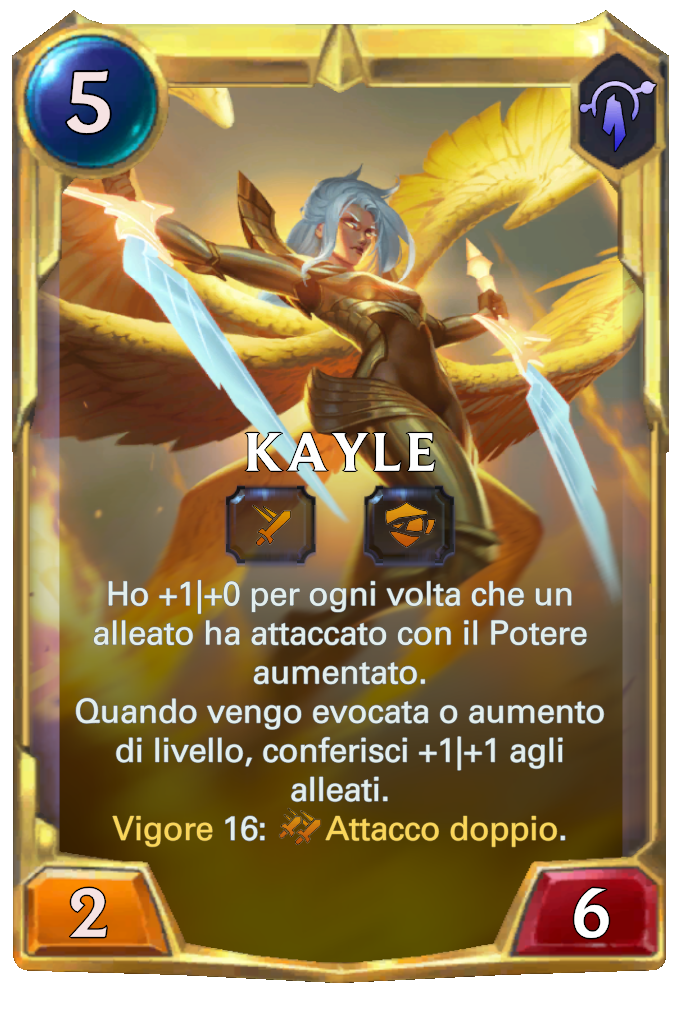 5
KAYLE
Ho +1|+0 per ogni volta che un
alleato ha attaccato con il Potere
aumentato.
Quando vengo evocata o aumento
di livello, conferisci +1|+1 agli
alleati.
Vigore 16: Attacco doppio.
2
6